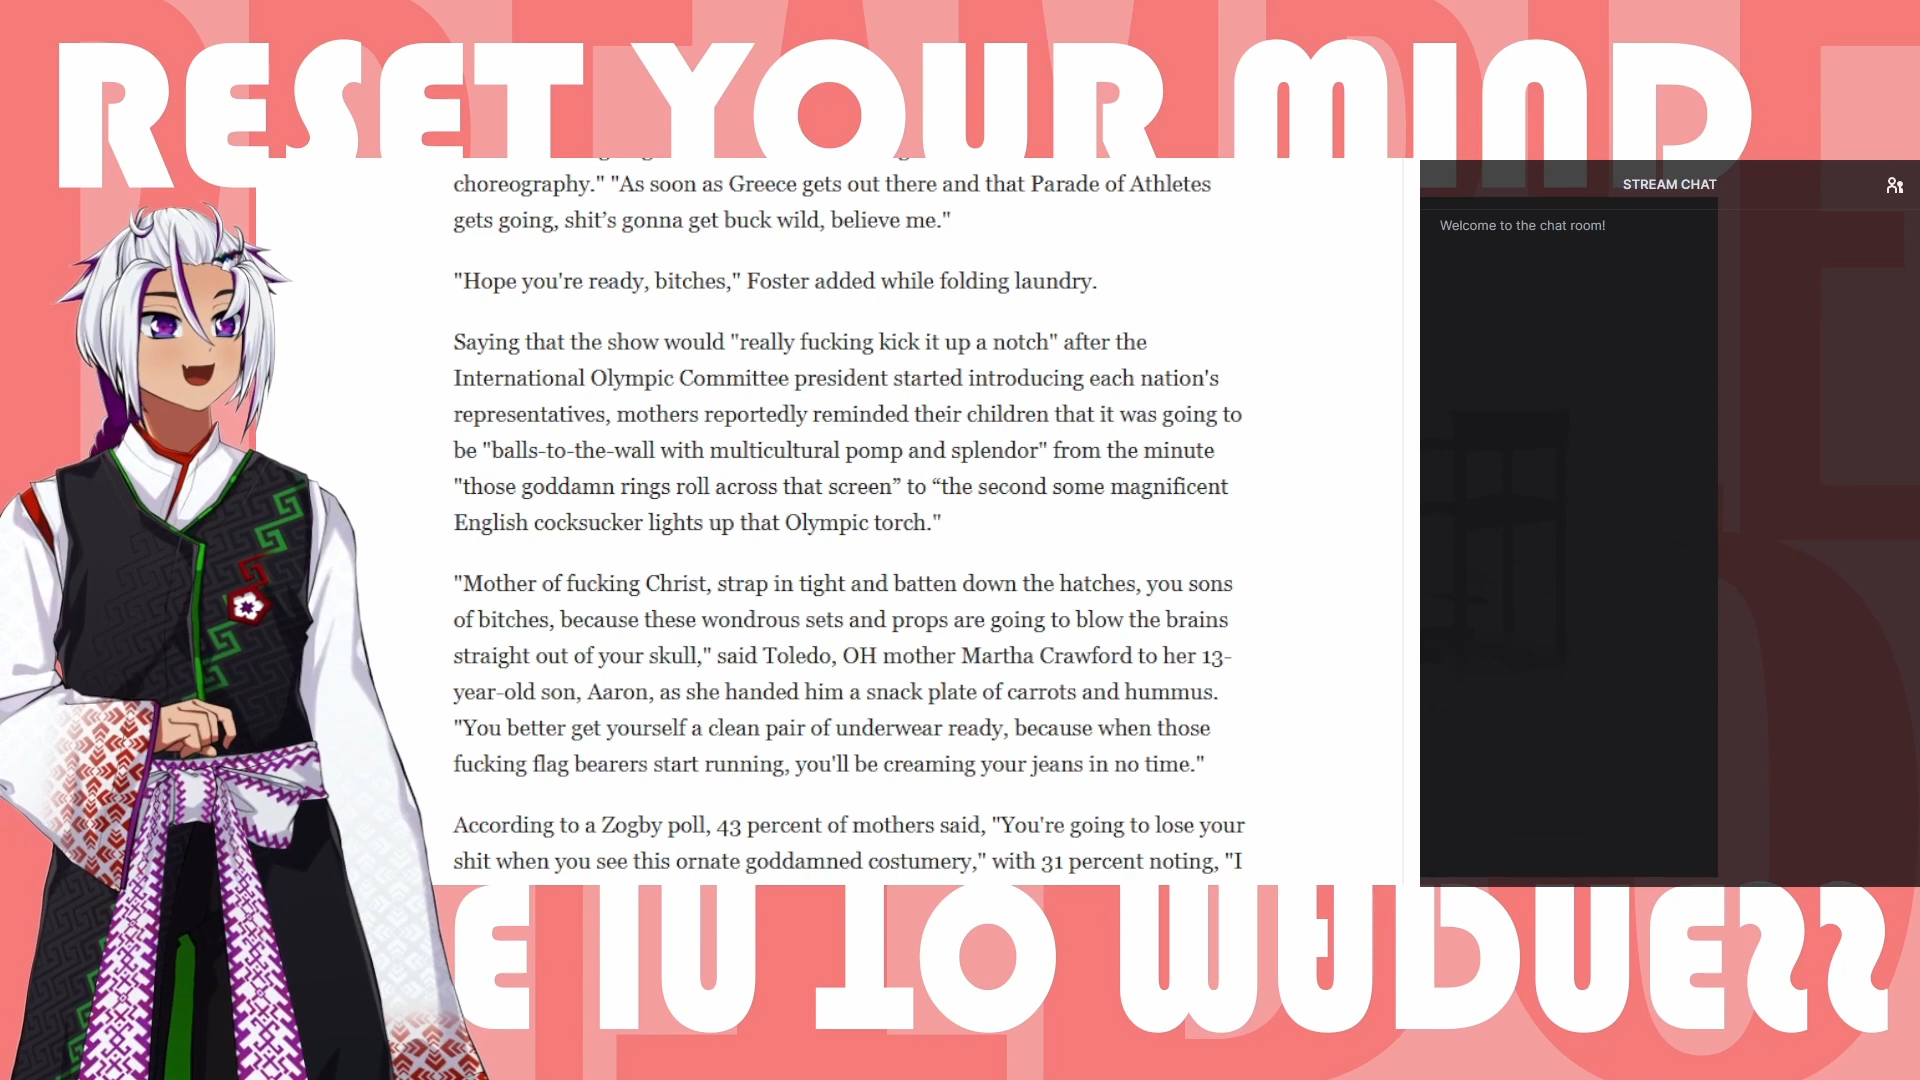 RESET YOUR MIND
choreography." "As soon as Greece gets out there and that Parade of Athletes
gets going, shit’s gonna get buck wild, believe me."
"Hope you're ready, bitches," Foster added while folding laundry.
Saying that the show would "really fucking kick it up a notch" after the
International Olympic Committee president started introducing each nation's
representatives, mothers reportedly reminded their children that it was going to
be "balls-to-the-wall with multicultural pomp and splendor" from the minute
"those goddamn rings roll across that screen” to “the second some magnificent
English cocksucker lights up that Olympic torch."
"Mother of fucking Christ, strap in tight and batten down the hatches, you sons
of bitches, because these wondrous sets and props are going to blow the brains
straight out of your skull," said Toledo, OH mother Martha Crawford to her 13-
year-old son, Aaron, as she handed him a snack plate of carrots and hummus.
"You better get yourself a clean pair of underwear ready, because when those
fucking flag bearers start running, you'll be creaming your jeans in no time."
According to a Zogby poll, 43 percent of mothers said, "You're going to lose your
shit when you see this ornate goddamned costumery," with 31 percent noting, "I
STREAM CHAT
Welcome to the chat room!